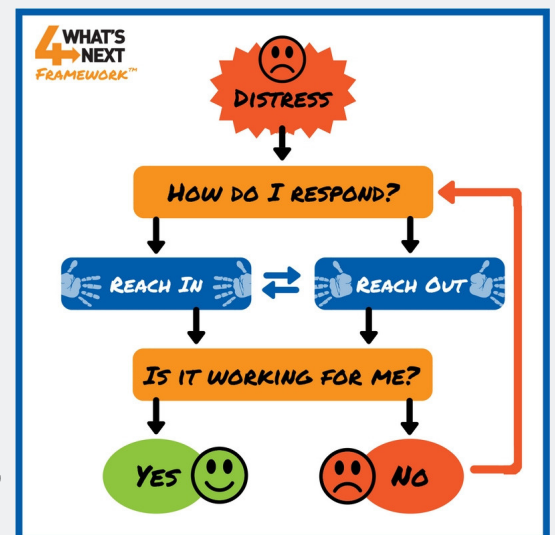 4 WHAT'S
NEXT
FRAMEWORK™
DISTRESS
HOW DO I RESPOND?
REACH IN
REACH OUT
IS IT WORKING FOR ME?
YES
NO